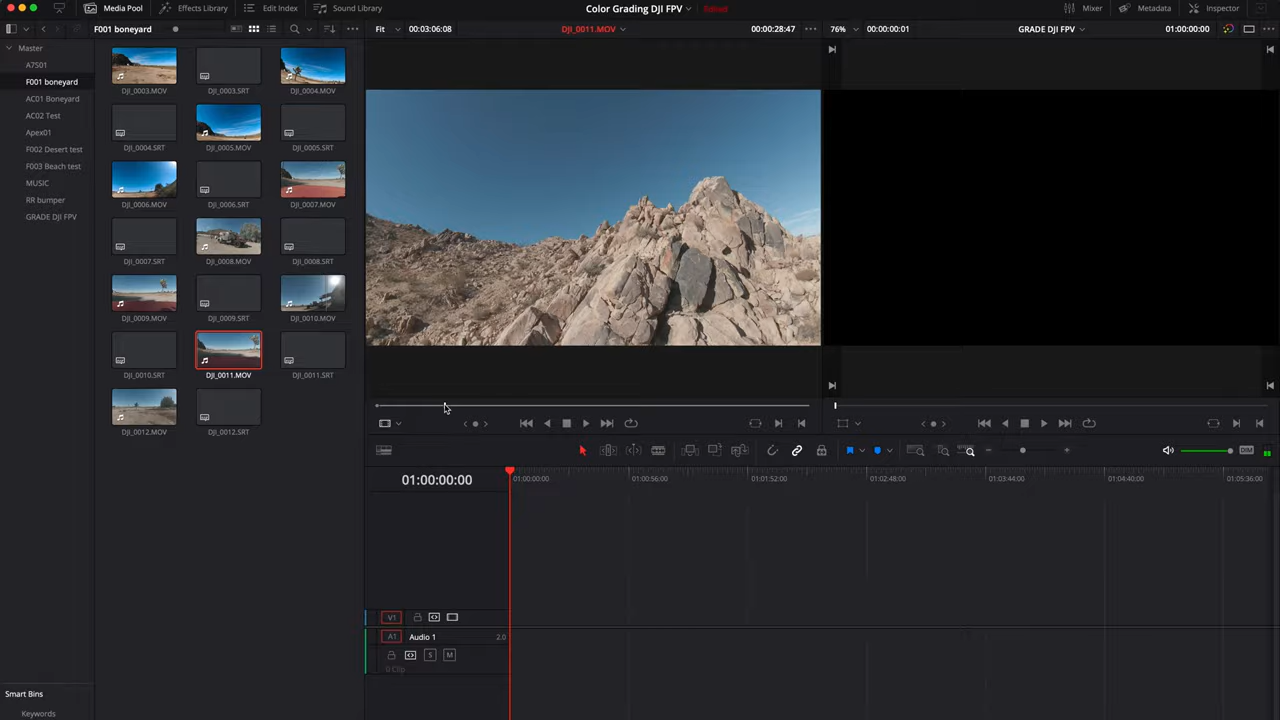 Media Pool Effects Library Edit Index Sound Library Color Grading DJI FPV Edited Mixer Metadata Inspector
F001 boneyard Fit 00:03:06:08 DJI_0011.MOV 00:00:28:47 76% 00:00:00:01 GRADE DJI FPV 01:00:00:00
Master
A7S01
F001 boneyard
AC01 Boneyard
AC02 Test
Apex01
F002 Desert test
F003 Beach test
MUSIC
RR bumper
GRADE DJI FPV
DJI_0003.MOV DJI_0003.SRT DJI_0004.MOV
DJI_0004.SRT DJI_0005.MOV DJI_0005.SRT
DJI_0006.MOV DJI_0006.SRT DJI_0007.MOV
DJI_0007.SRT DJI_0008.MOV DJI_0008.SRT
DJI_0009.MOV DJI_0009.SRT DJI_0010.MOV
DJI_0010.SRT DJI_0011.MOV DJI_0011.SRT
DJI_0012.MOV DJI_0012.SRT
DIM
01:00:00:00
01:00:00:00 01:00:56:00 01:01:52:00 01:02:48:00 01:03:44:00 01:04:40:00 01:05:36:00
V1
A1 Audio 1 2.0
S M
0 Clip
Smart Bins
Keywords